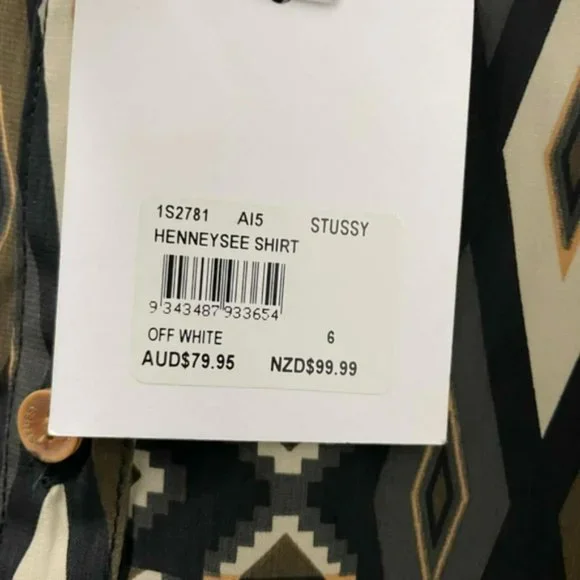 1S2781 AI5 STUSSY
HENNEYSEE SHIRT
9 343487 933654
OFF WHITE 6
AUD$79.95 NZD$99.99